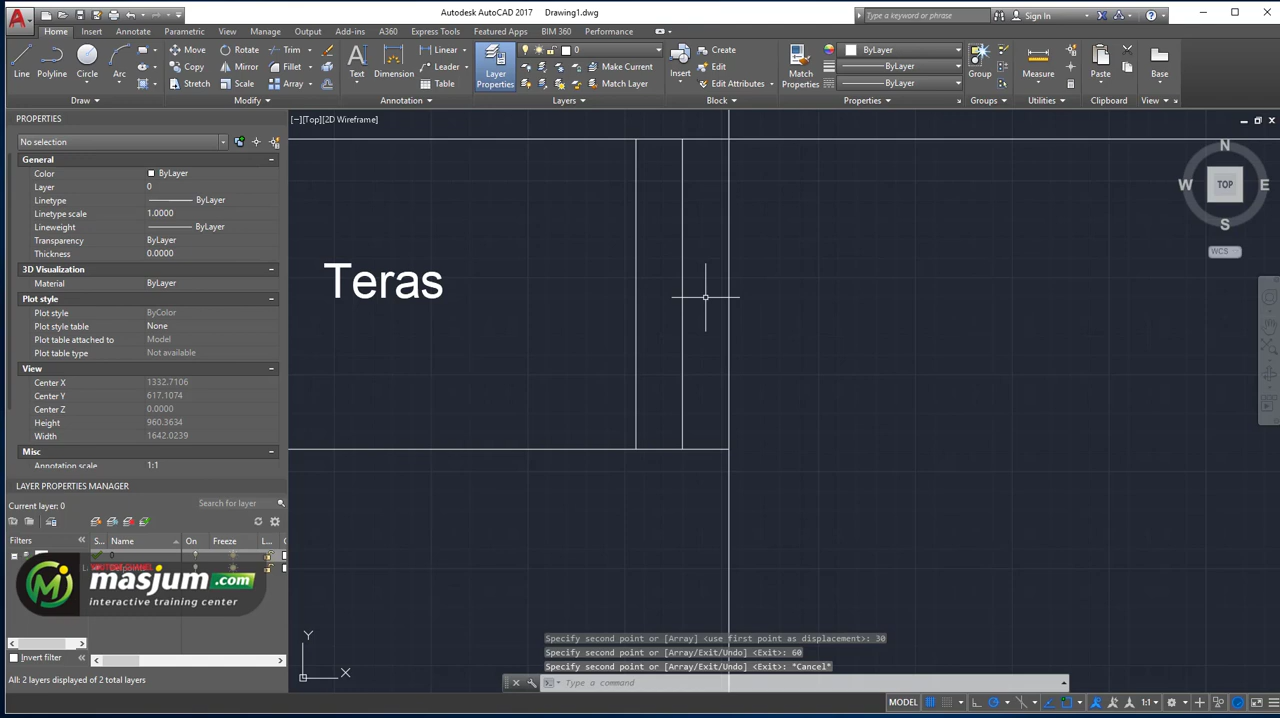 Autodesk AutoCAD 2017 Drawing1.dwg
Type a keyword or phrase
Sign In
Home Insert Annotate Parametric View Manage Output Add-ins A360 Express Tools Featured Apps BIM 360 Performance
Line Polyline Circle Arc
Move Rotate Trim
Copy Mirror Fillet
Stretch Scale Array
Text Dimension
Linear
Leader
Table
Layer Properties
0
Make Current
Match Layer
Insert
Create
Edit
Edit Attributes
Match Properties
ByLayer
ByLayer
ByLayer
Group
Measure
Paste
Base
Draw Modify Annotation Layers Block Properties Groups Utilities Clipboard View
PROPERTIES
No selection
General
Color ByLayer
Layer 0
Linetype ByLayer
Linetype scale 1.0000
Lineweight ByLayer
Transparency ByLayer
Thickness 0.0000
3D Visualization
Material ByLayer
Plot style
Plot style ByColor
Plot style table None
Plot table attached to Model
Plot table type Not available
View
Center X 1332.7106
Center Y 617.1074
Center Z 0.0000
Height 960.3634
Width 1642.0239
Misc
Annotation scale 1:1
LAYER PROPERTIES MANAGER
Current layer: 0
Search for layer
Filters S... Name On Freeze L...
0
masjum.com
interactive training center
Invert filter
All: 2 layers displayed of 2 total layers
[−][Top][2D Wireframe]
N
W TOP E
S
WCS
Teras
Y
X
Specify second point or [Array] <use first point as displacement>: 30
Specify second point or [Array/Exit/Undo] <Exit>: 60
Specify second point or [Array/Exit/Undo] <Exit>: *Cancel*
Type a command
MODEL 1:1